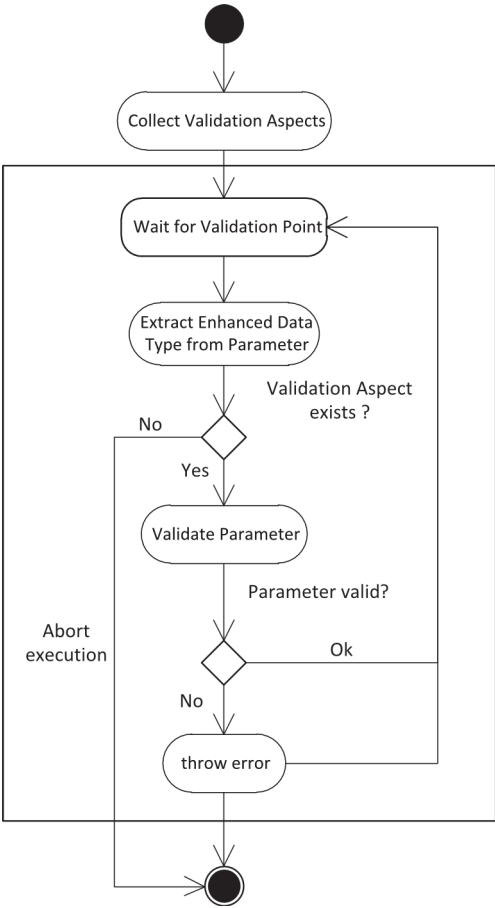 Collect Validation Aspects
Wait for Validation Point
Extract Enhanced Data
Type from Parameter
Validation Aspect
exists ?
No
Yes
Validate Parameter
Parameter valid?
Abort
execution
Ok
No
throw error